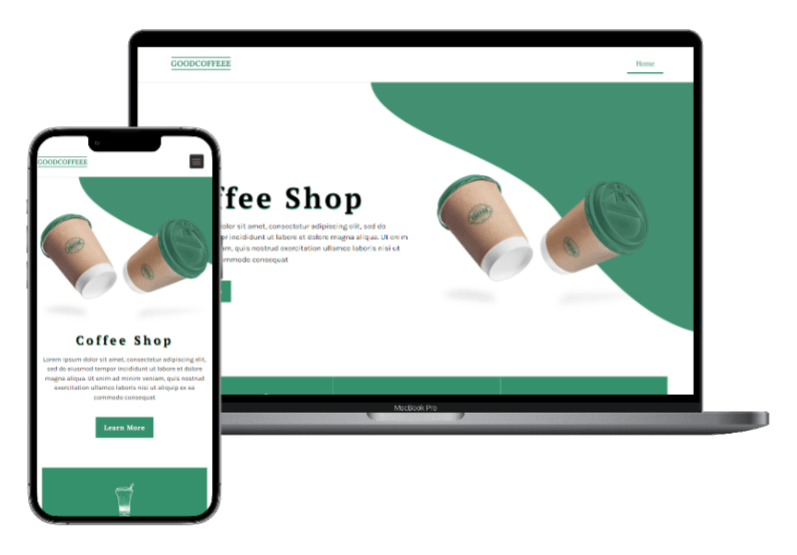 GOODCOFFEEE
Home
ffee Shop
olor sit amet, consectetur adipiscing elit, sed do
or incididunt ut labore et dolore magna aliqua. Ut enim
im, quis nostrud exercitation ullamco laboris nisi ut
ommodo consequat
MacBook Pro
GOODCOFFEEE
Coffee Shop
Lorem ipsum dolor sit amet, consectetur adipiscing elit,
sed do eiusmod tempor incididunt ut labore et dolore
magna aliqua. Ut enim ad minim veniam, quis nostrud
exercitation ullamco laboris nisi ut aliquip ex ea
commodo consequat
Learn More